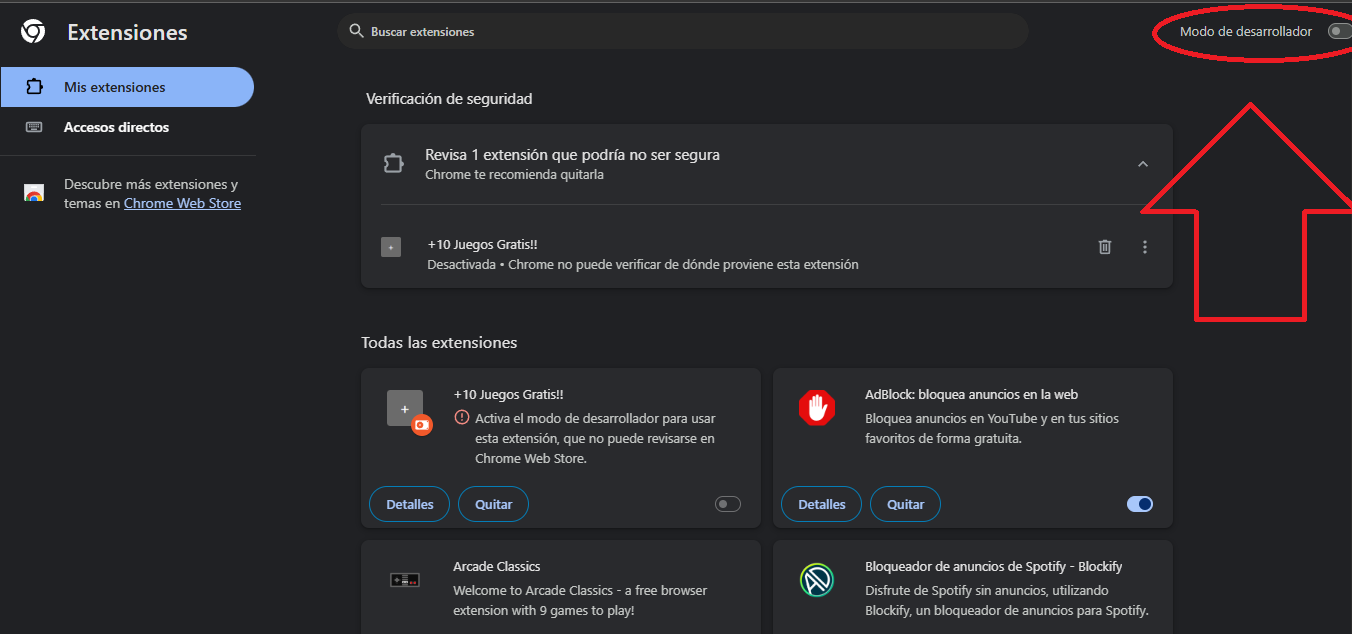 Extensiones
Buscar extensiones
Modo de desarrollador
Mis extensiones
Accesos directos
Descubre más extensiones y
temas en Chrome Web Store
Verificación de seguridad
Revisa 1 extensión que podría no ser segura
Chrome te recomienda quitarla
+10 Juegos Gratis!!
Desactivada • Chrome no puede verificar de dónde proviene esta extensión
Todas las extensiones
+10 Juegos Gratis!!
Activa el modo de desarrollador para usar
esta extensión, que no puede revisarse en
Chrome Web Store.
Detalles
Quitar
AdBlock: bloquea anuncios en la web
Bloquea anuncios en YouTube y en tus sitios
favoritos de forma gratuita.
Detalles
Quitar
Arcade Classics
Welcome to Arcade Classics - a free browser
extension with 9 games to play!
Bloqueador de anuncios de Spotify - Blockify
Disfrute de Spotify sin anuncios, utilizando
Blockify, un bloqueador de anuncios para Spotify.